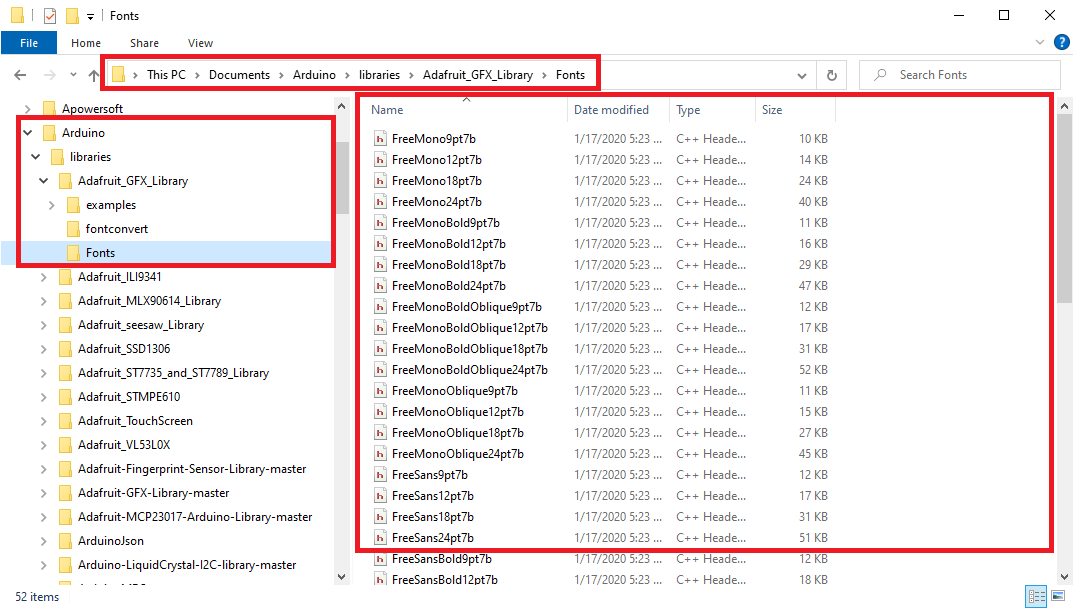 Fonts
File Home Share View
This PC Documents Arduino libraries Adafruit_GFX_Library Fonts
Search Fonts
Apowersoft
Arduino
libraries
Adafruit_GFX_Library
examples
fontconvert
Fonts
Adafruit_ILI9341
Adafruit_MLX90614_Library
Adafruit_seesaw_Library
Adafruit_SSD1306
Adafruit_ST7735_and_ST7789_Library
Adafruit_STMPE610
Adafruit_TouchScreen
Adafruit_VL53L0X
Adafruit-Fingerprint-Sensor-Library-master
Adafruit-GFX-Library-master
Adafruit-MCP23017-Arduino-Library-master
ArduinoJson
Arduino-LiquidCrystal-I2C-library-master
Name Date modified Type Size
FreeMono9pt7b 1/17/2020 5:23 ... C++ Heade... 10 KB
FreeMono12pt7b 1/17/2020 5:23 ... C++ Heade... 14 KB
FreeMono18pt7b 1/17/2020 5:23 ... C++ Heade... 24 KB
FreeMono24pt7b 1/17/2020 5:23 ... C++ Heade... 40 KB
FreeMonoBold9pt7b 1/17/2020 5:23 ... C++ Heade... 11 KB
FreeMonoBold12pt7b 1/17/2020 5:23 ... C++ Heade... 16 KB
FreeMonoBold18pt7b 1/17/2020 5:23 ... C++ Heade... 29 KB
FreeMonoBold24pt7b 1/17/2020 5:23 ... C++ Heade... 47 KB
FreeMonoBoldOblique9pt7b 1/17/2020 5:23 ... C++ Heade... 12 KB
FreeMonoBoldOblique12pt7b 1/17/2020 5:23 ... C++ Heade... 17 KB
FreeMonoBoldOblique18pt7b 1/17/2020 5:23 ... C++ Heade... 31 KB
FreeMonoBoldOblique24pt7b 1/17/2020 5:23 ... C++ Heade... 52 KB
FreeMonoOblique9pt7b 1/17/2020 5:23 ... C++ Heade... 11 KB
FreeMonoOblique12pt7b 1/17/2020 5:23 ... C++ Heade... 15 KB
FreeMonoOblique18pt7b 1/17/2020 5:23 ... C++ Heade... 27 KB
FreeMonoOblique24pt7b 1/17/2020 5:23 ... C++ Heade... 45 KB
FreeSans9pt7b 1/17/2020 5:23 ... C++ Heade... 12 KB
FreeSans12pt7b 1/17/2020 5:23 ... C++ Heade... 17 KB
FreeSans18pt7b 1/17/2020 5:23 ... C++ Heade... 31 KB
FreeSans24pt7b 1/17/2020 5:23 ... C++ Heade... 51 KB
FreeSansBold9pt7b 1/17/2020 5:23 ... C++ Heade... 12 KB
FreeSansBold12pt7b 1/17/2020 5:23 ... C++ Heade... 18 KB
52 items